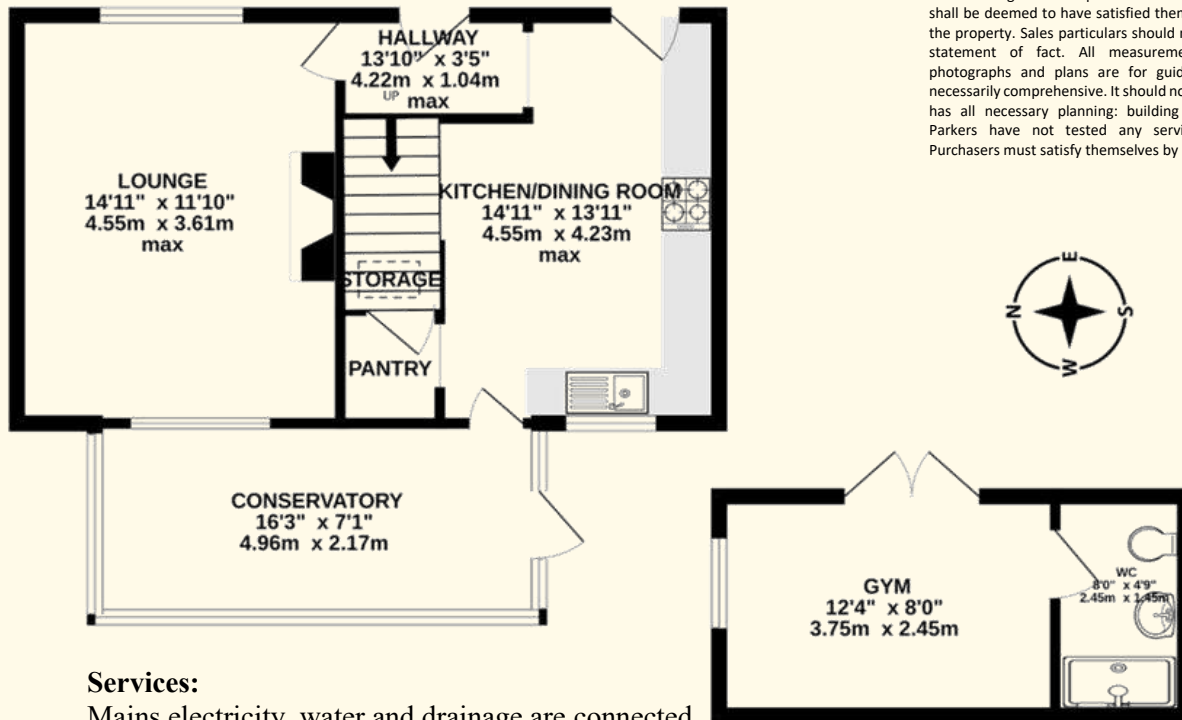 shall be deemed to have satisfied them
the property. Sales particulars should
statement of fact. All measureme
photographs and plans are for guid
necessarily comprehensive. It should no
has all necessary planning: building
Parkers have not tested any servi
Purchasers must satisfy themselves by
HALLWAY
13'10" x 3'5"
4.22m x 1.04m
max
UP
LOUNGE
14'11" x 11'10"
4.55m x 3.61m
max
KITCHEN/DINING ROOM
14'11" x 13'11"
4.55m x 4.23m
max
STORAGE
PANTRY
E
N
S
W
CONSERVATORY
16'3" x 7'1"
4.96m x 2.17m
GYM
12'4" x 8'0"
3.75m x 2.45m
WC
8'0" x 4'9"
2.45m x 1.45m
Services:
Mains electricity, water and drainage are connected